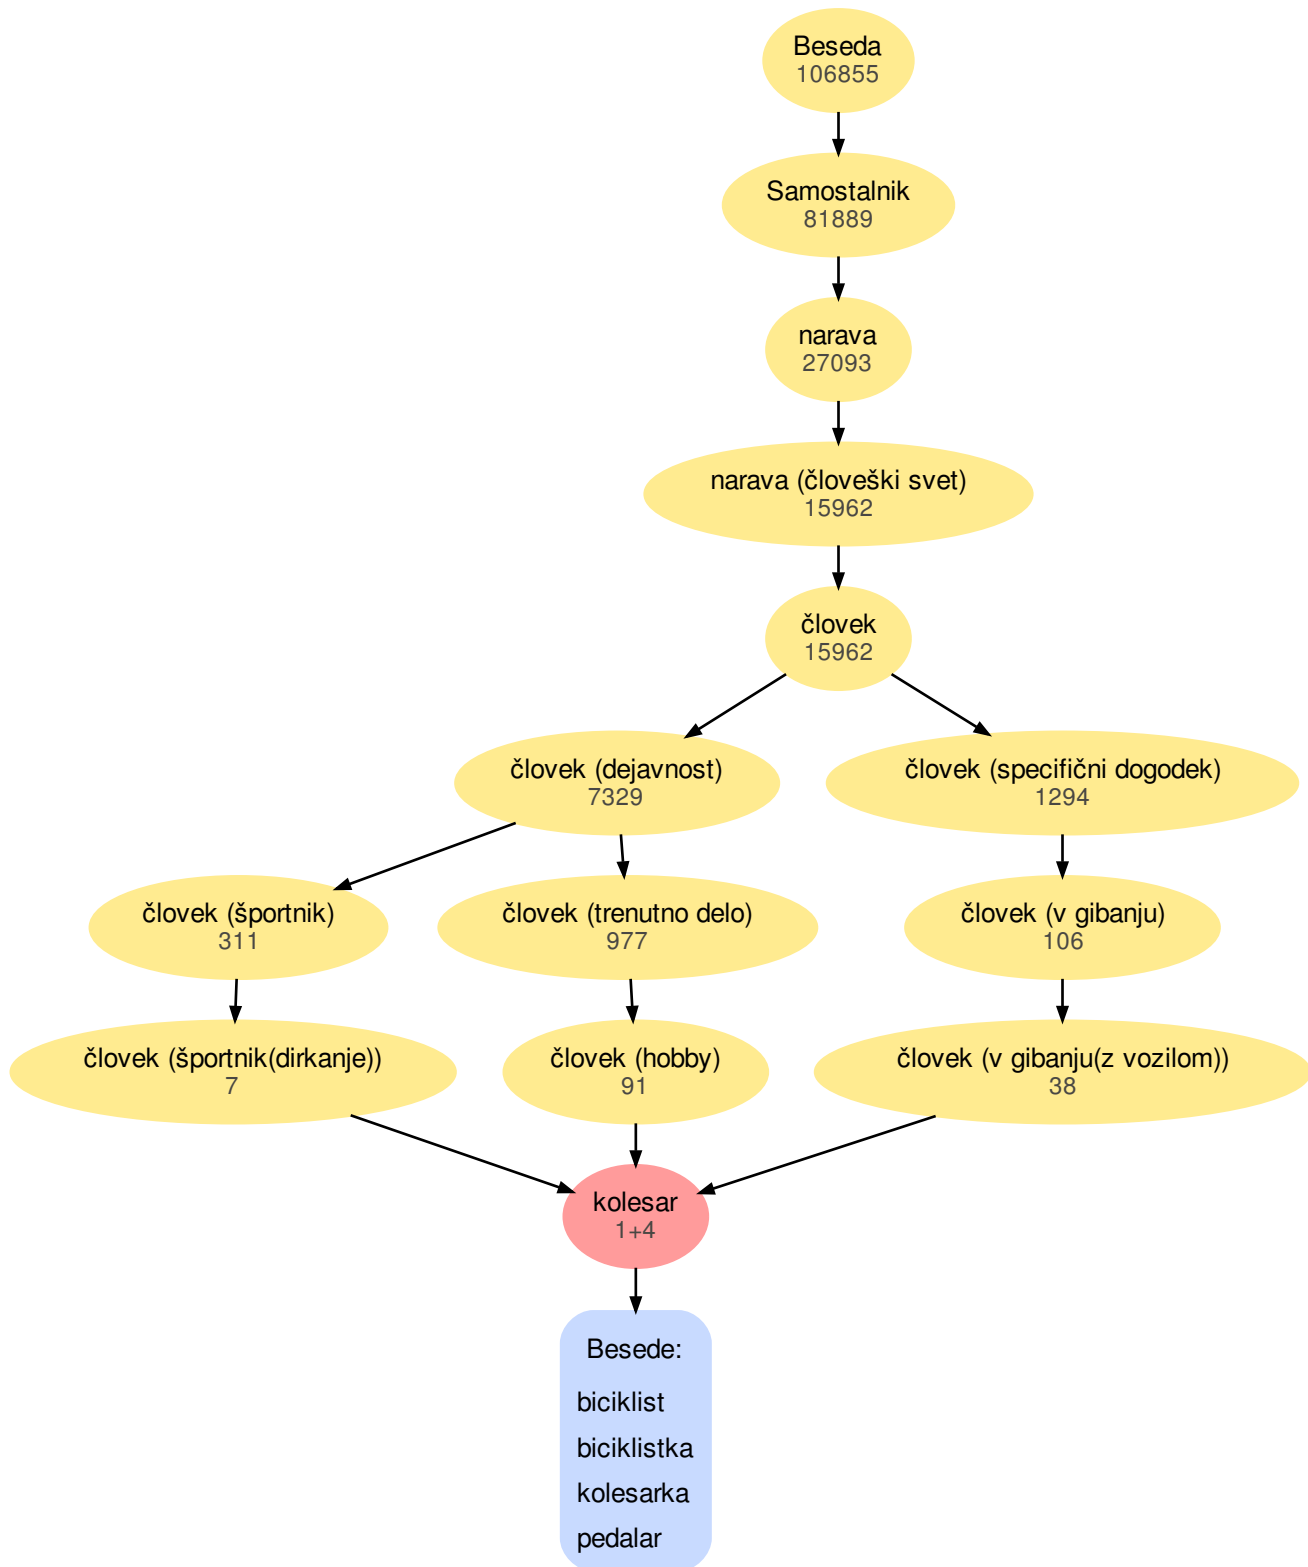 Beseda
106855
Samostalnik
81889
narava
27093
narava (človeški svet)
15962
človek
15962
človek (dejavnost)
7329
človek (specifični dogodek)
1294
človek (športnik)
311
človek (trenutno delo)
977
človek (v gibanju)
106
človek (športnik(dirkanje))
7
človek (hobby)
91
človek (v gibanju(z vozilom))
38
kolesar
1+4
Besede:
biciklist
biciklistka
kolesarka
pedalar